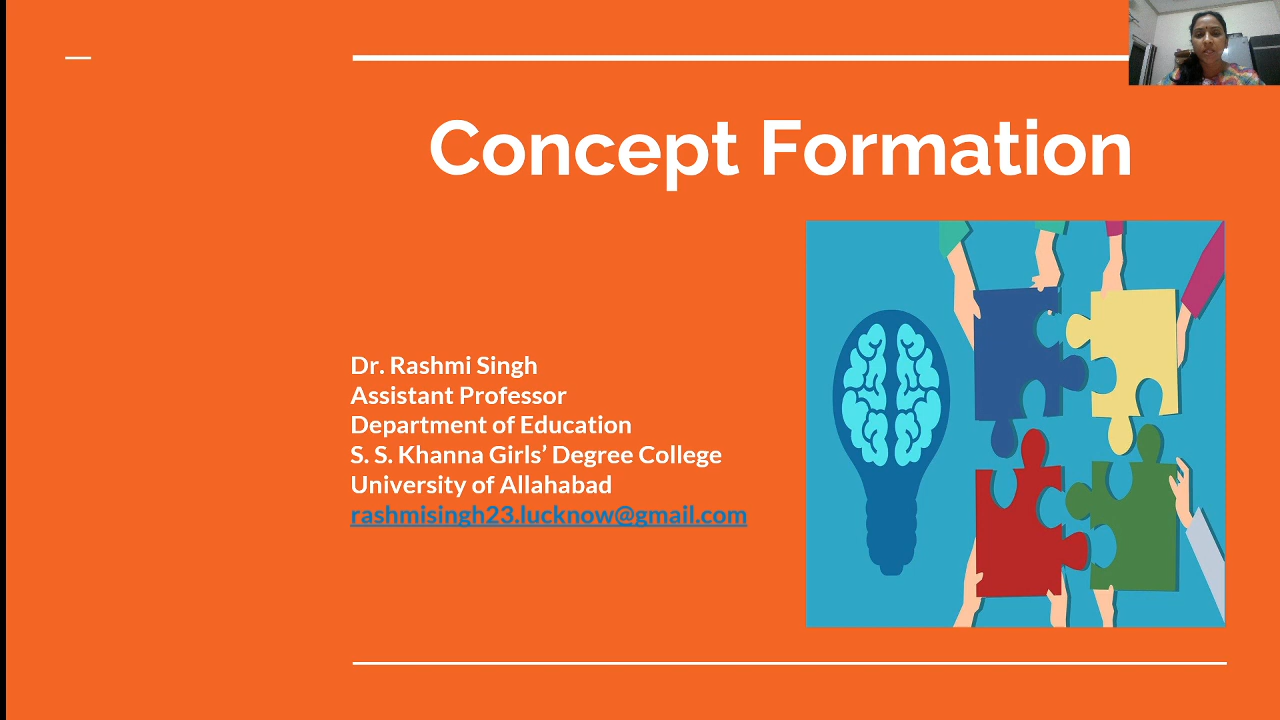 Concept Formation
Dr. Rashmi Singh
Assistant Professor
Department of Education
S. S. Khanna Girls’ Degree College
University of Allahabad
rashmisingh23.lucknow@gmail.com